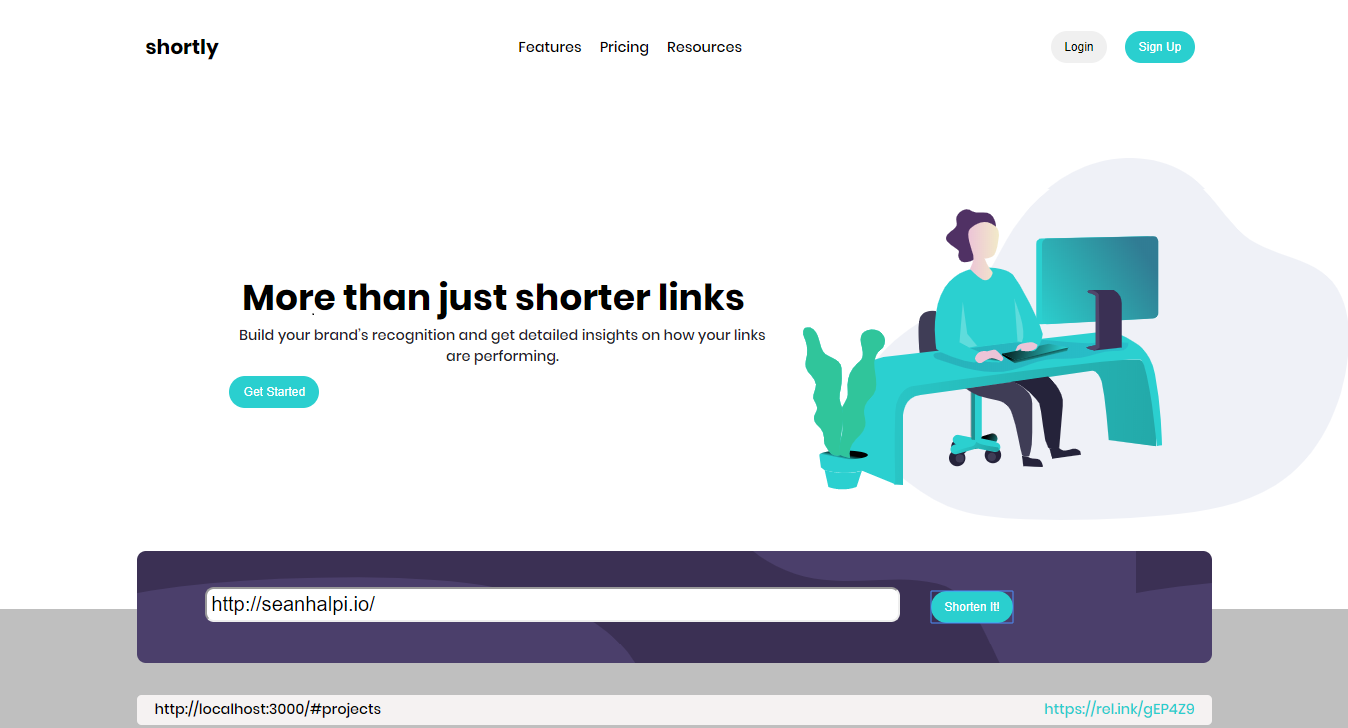 shortly
Features Pricing Resources
Login
Sign Up
More than just shorter links
Build your brand's recognition and get detailed insights on how your links
are performing.
Get Started
http://seanhalpi.io/
Shorten It!
http://localhost:3000/#projects
https://rel.ink/gEP4Z9